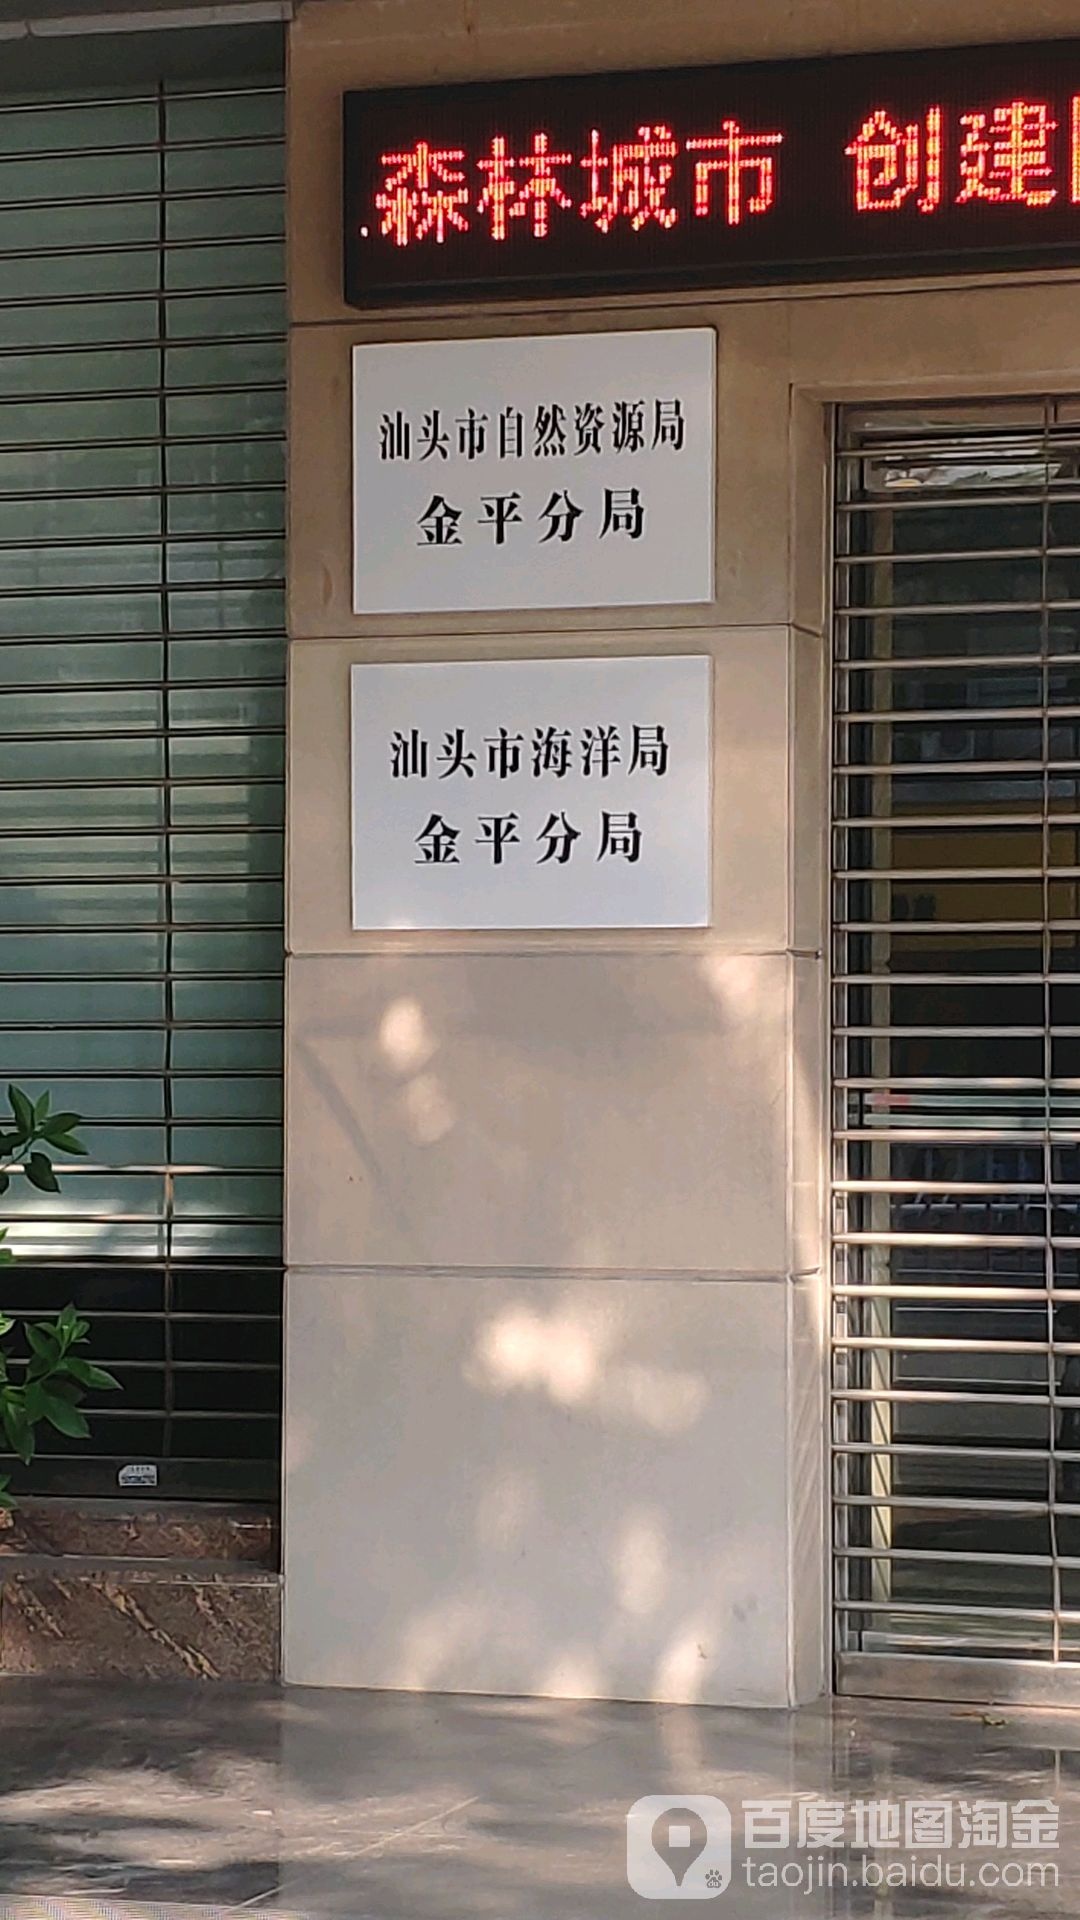 森林城市 创建
汕头市自然资源局
金平分局
汕头市海洋局
金平分局
百度地图淘金
taojin.baidu.com